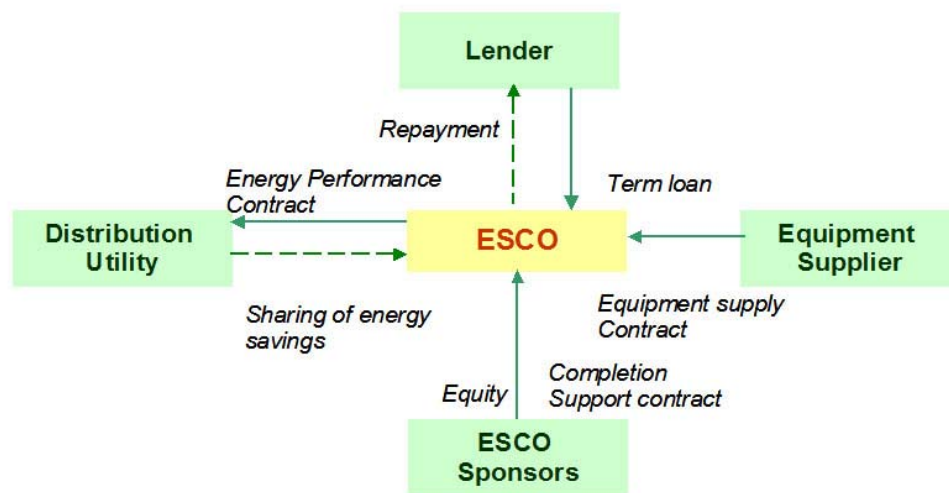 Lender
Repayment
Energy Performance
Contract
Term loan
Distribution
Utility
ESCO
Equipment
Supplier
Sharing of energy
savings
Equipment supply
Contract
Equity
Completion
Support contract
ESCO
Sponsors